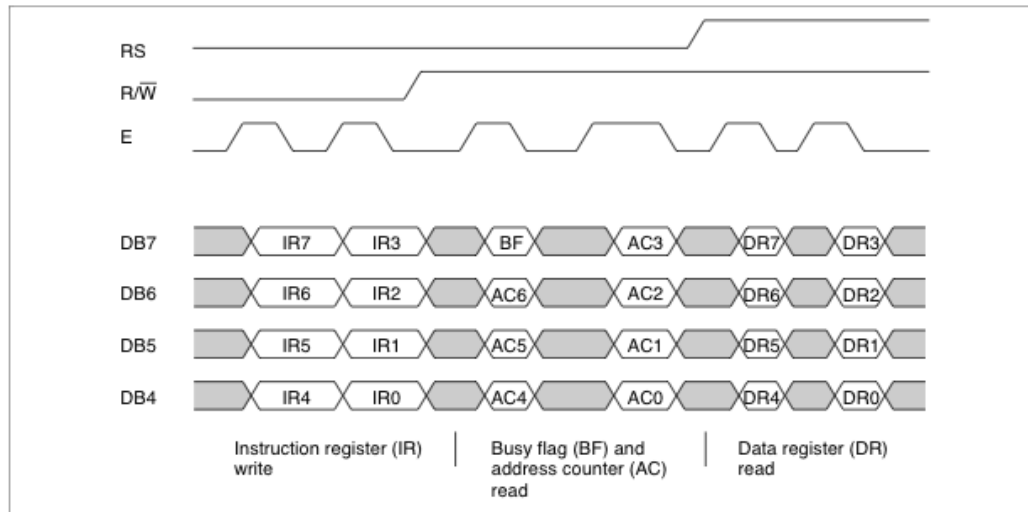 RS
R/W̅
E
DB7 IR7 IR3 BF AC3 DR7 DR3
DB6 IR6 IR2 AC6 AC2 DR6 DR2
DB5 IR5 IR1 AC5 AC1 DR5 DR1
DB4 IR4 IR0 AC4 AC0 DR4 DR0
Instruction register (IR)
write
Busy flag (BF) and
address counter (AC)
read
Data register (DR)
read